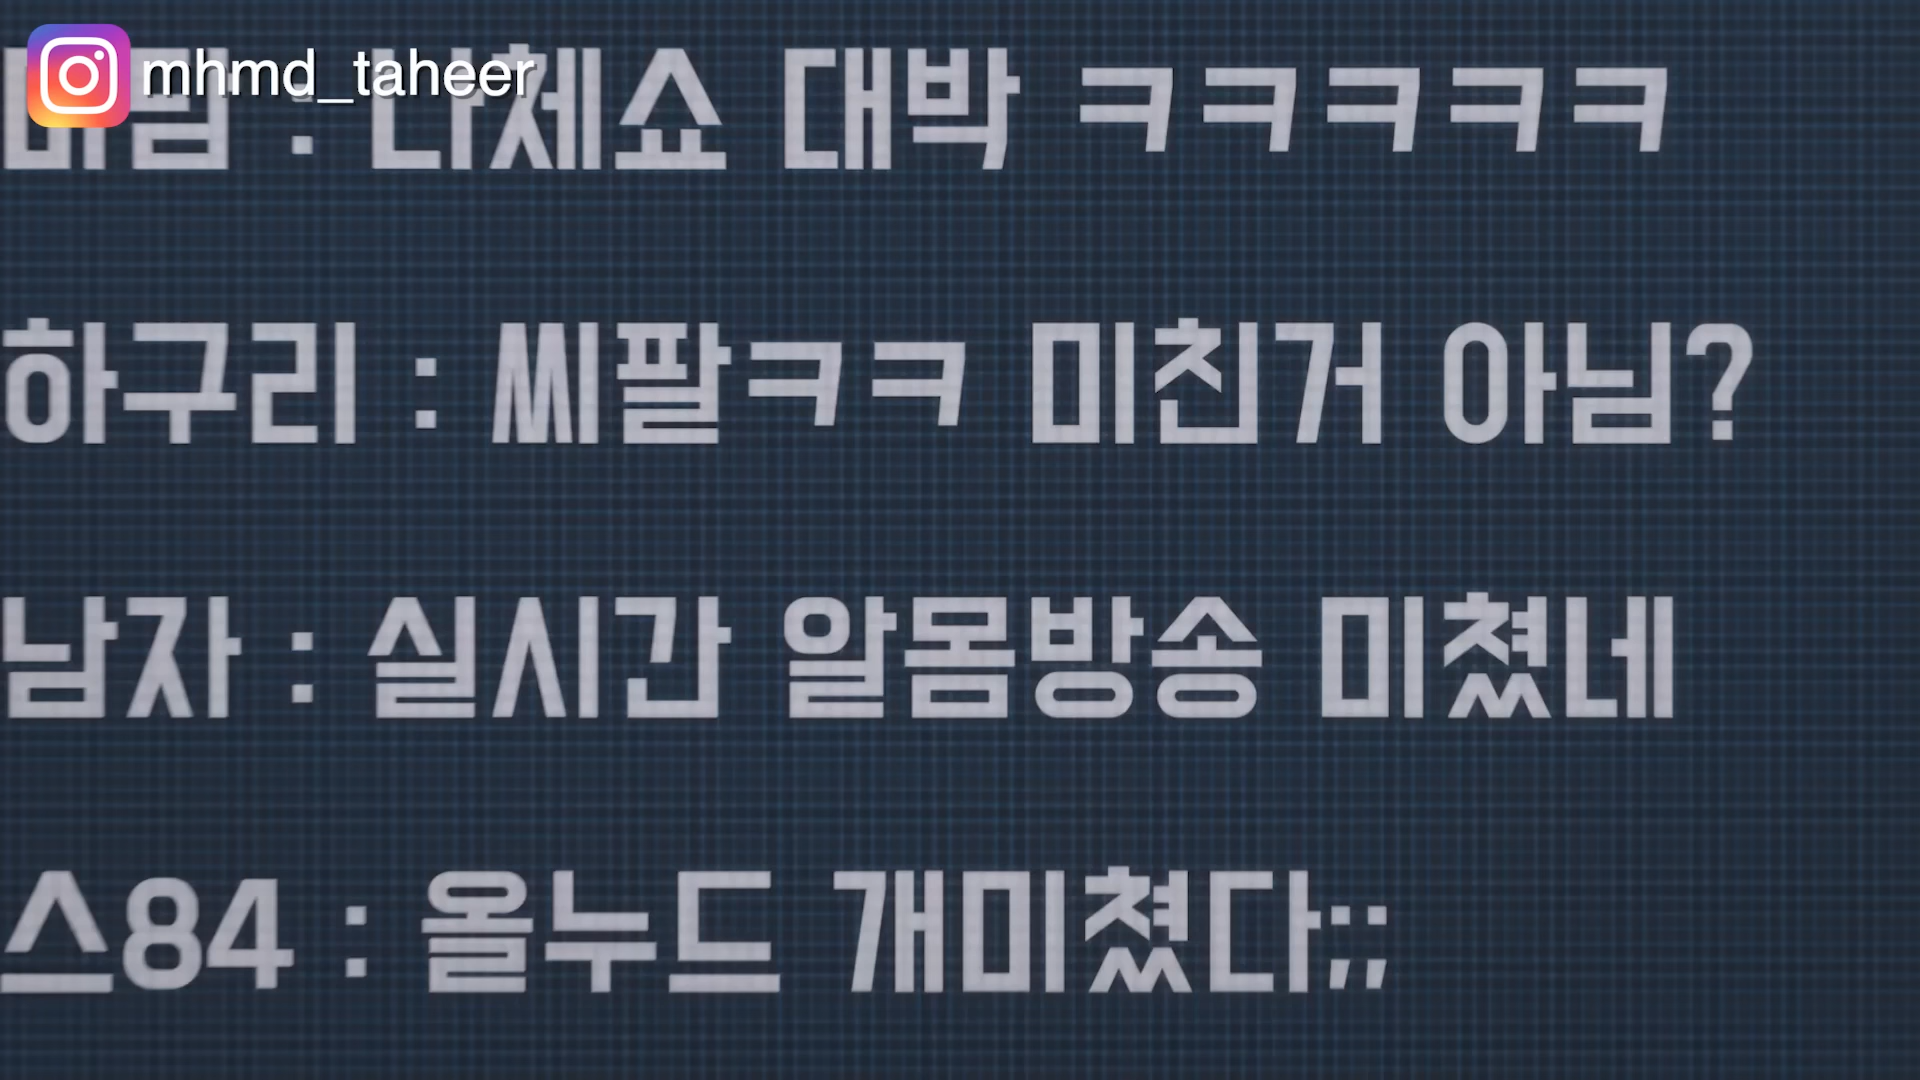 mhmd_taheer
: 나체쇼 대박 ㅋㅋㅋㅋㅋ
하구리 : 씨팔ㅋㅋ 미친거 아님?
남자 : 실시간 알몸방송 미쳤네
스84 : 올누드 개미쳤다;;